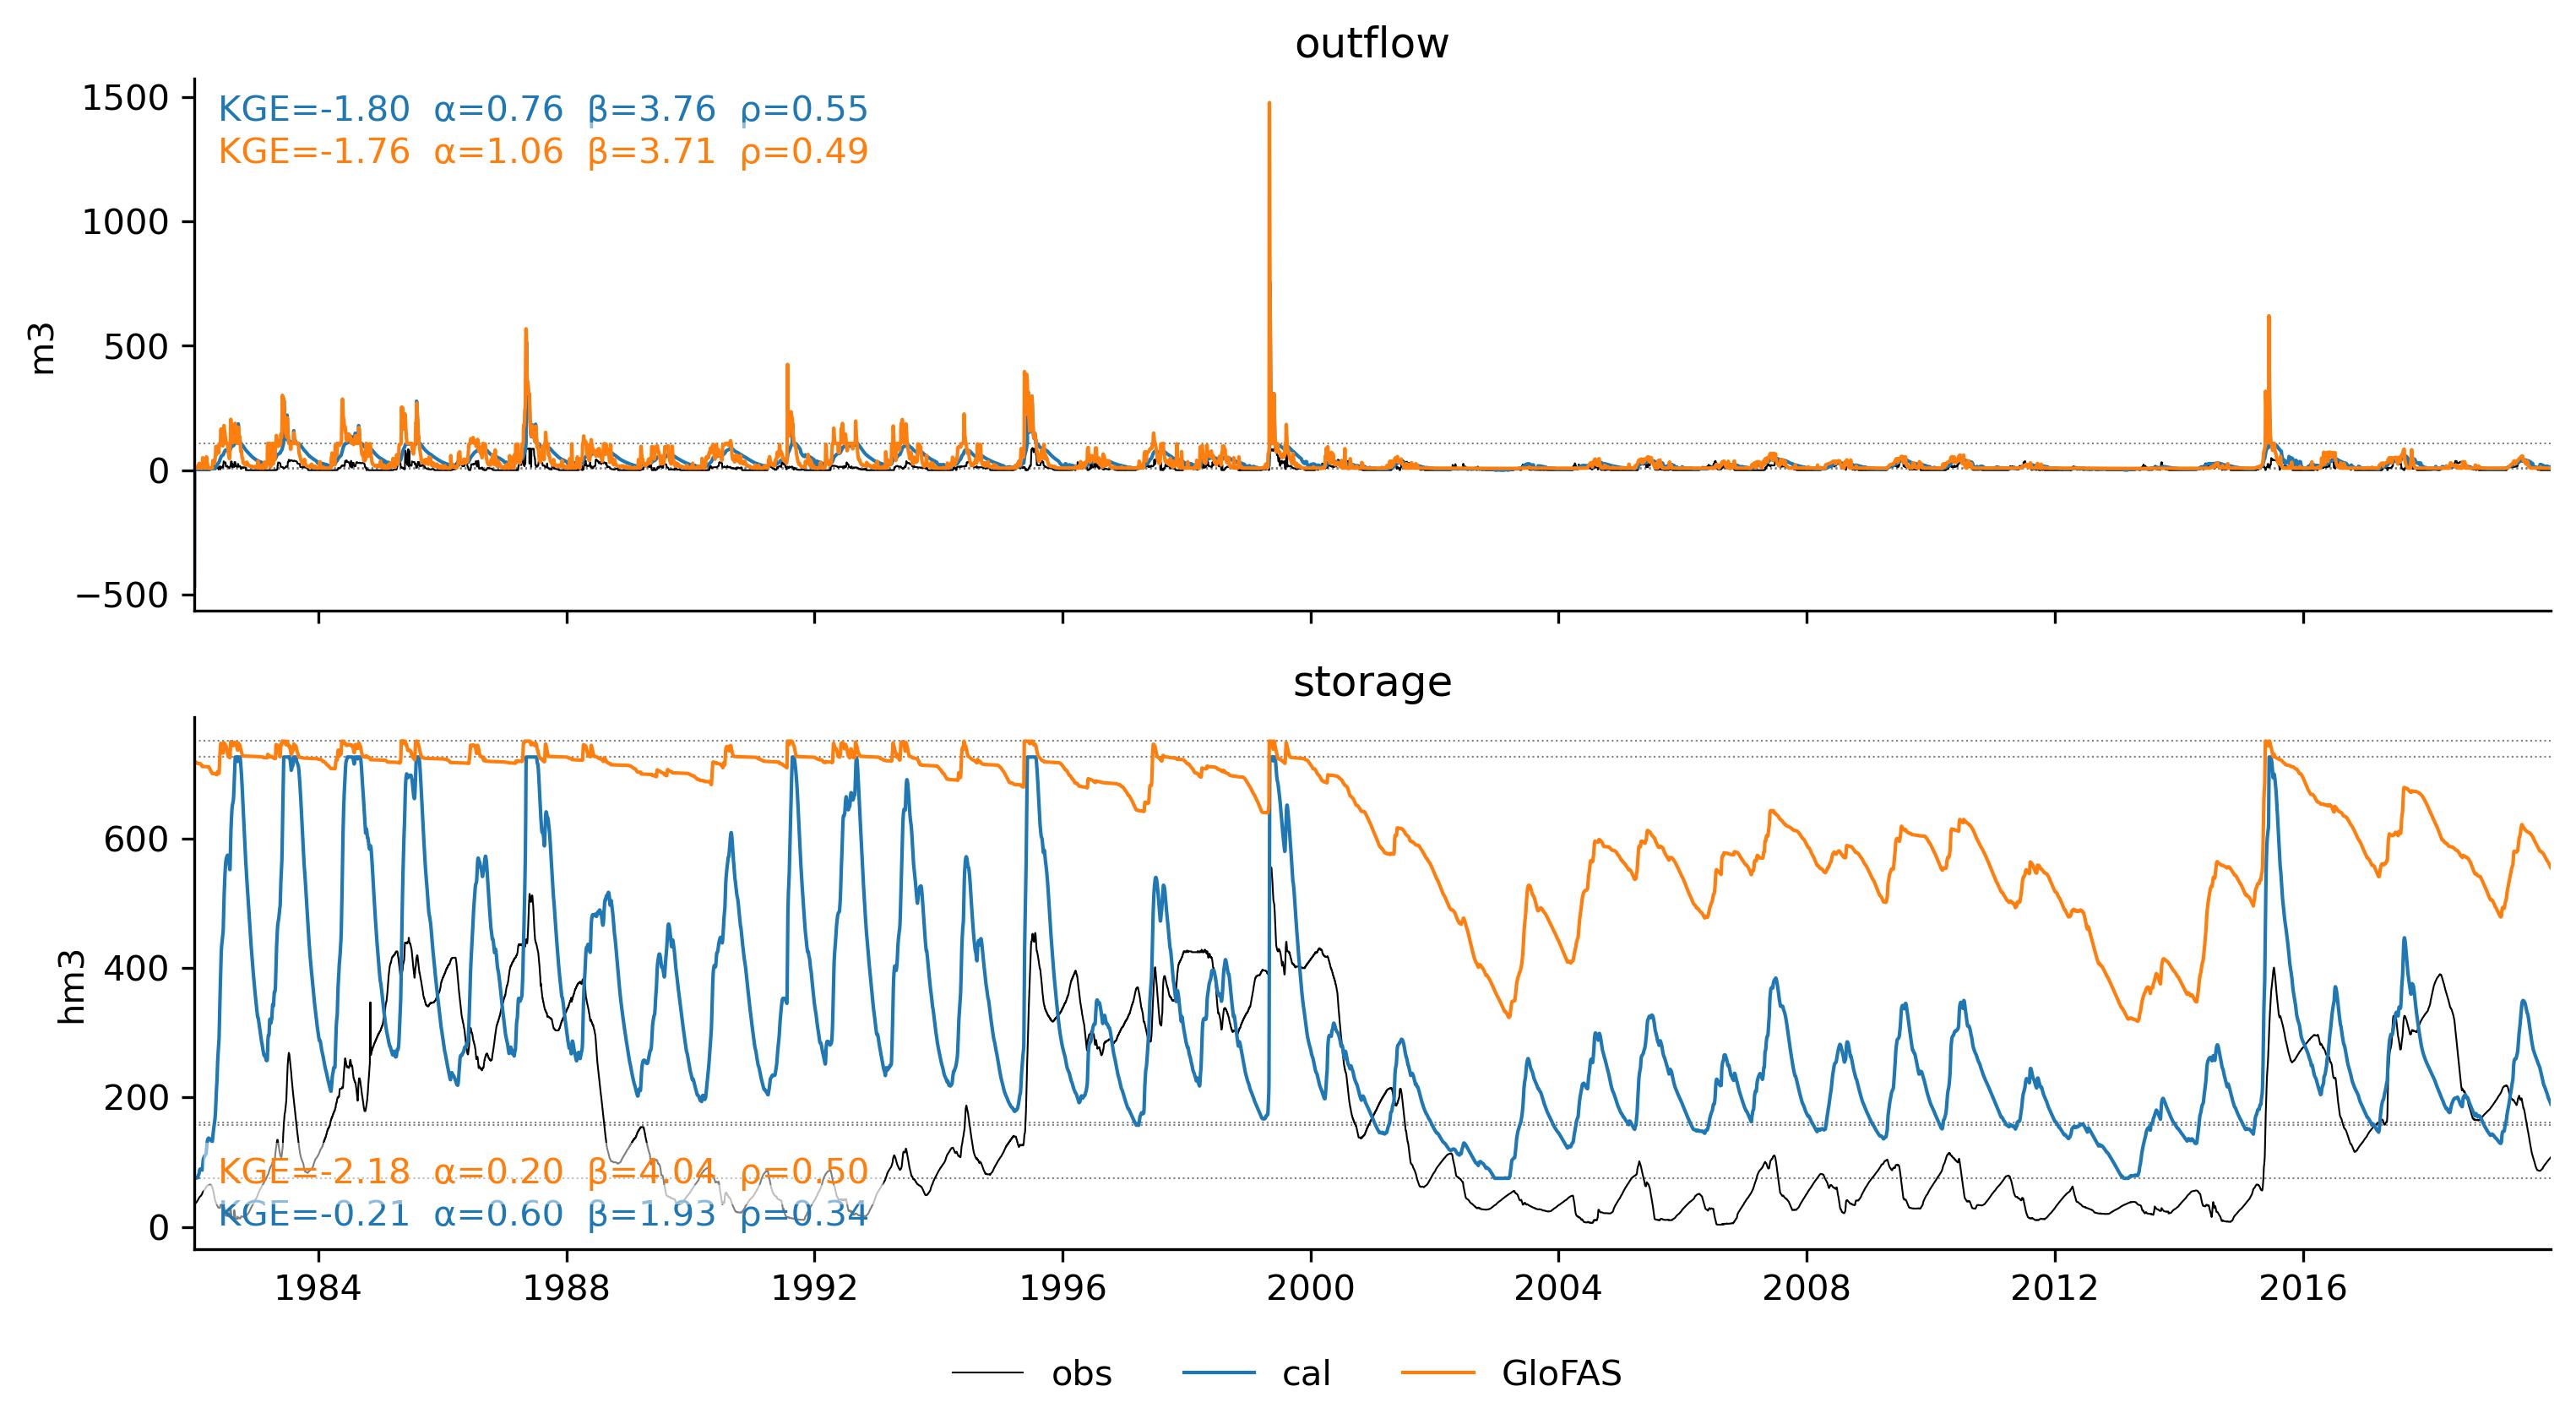 outflow
1500
1000
500
0
−500
m3
KGE=-1.80 α=0.76 β=3.76 ρ=0.55
KGE=-1.76 α=1.06 β=3.71 ρ=0.49
storage
600
400
200
0
hm3
KGE=-2.18 α=0.20 β=4.04 ρ=0.50
KGE=-0.21 α=0.60 β=1.93 ρ=0.34
1984 1988 1992 1996 2000 2004 2008 2012 2016
obs cal GloFAS